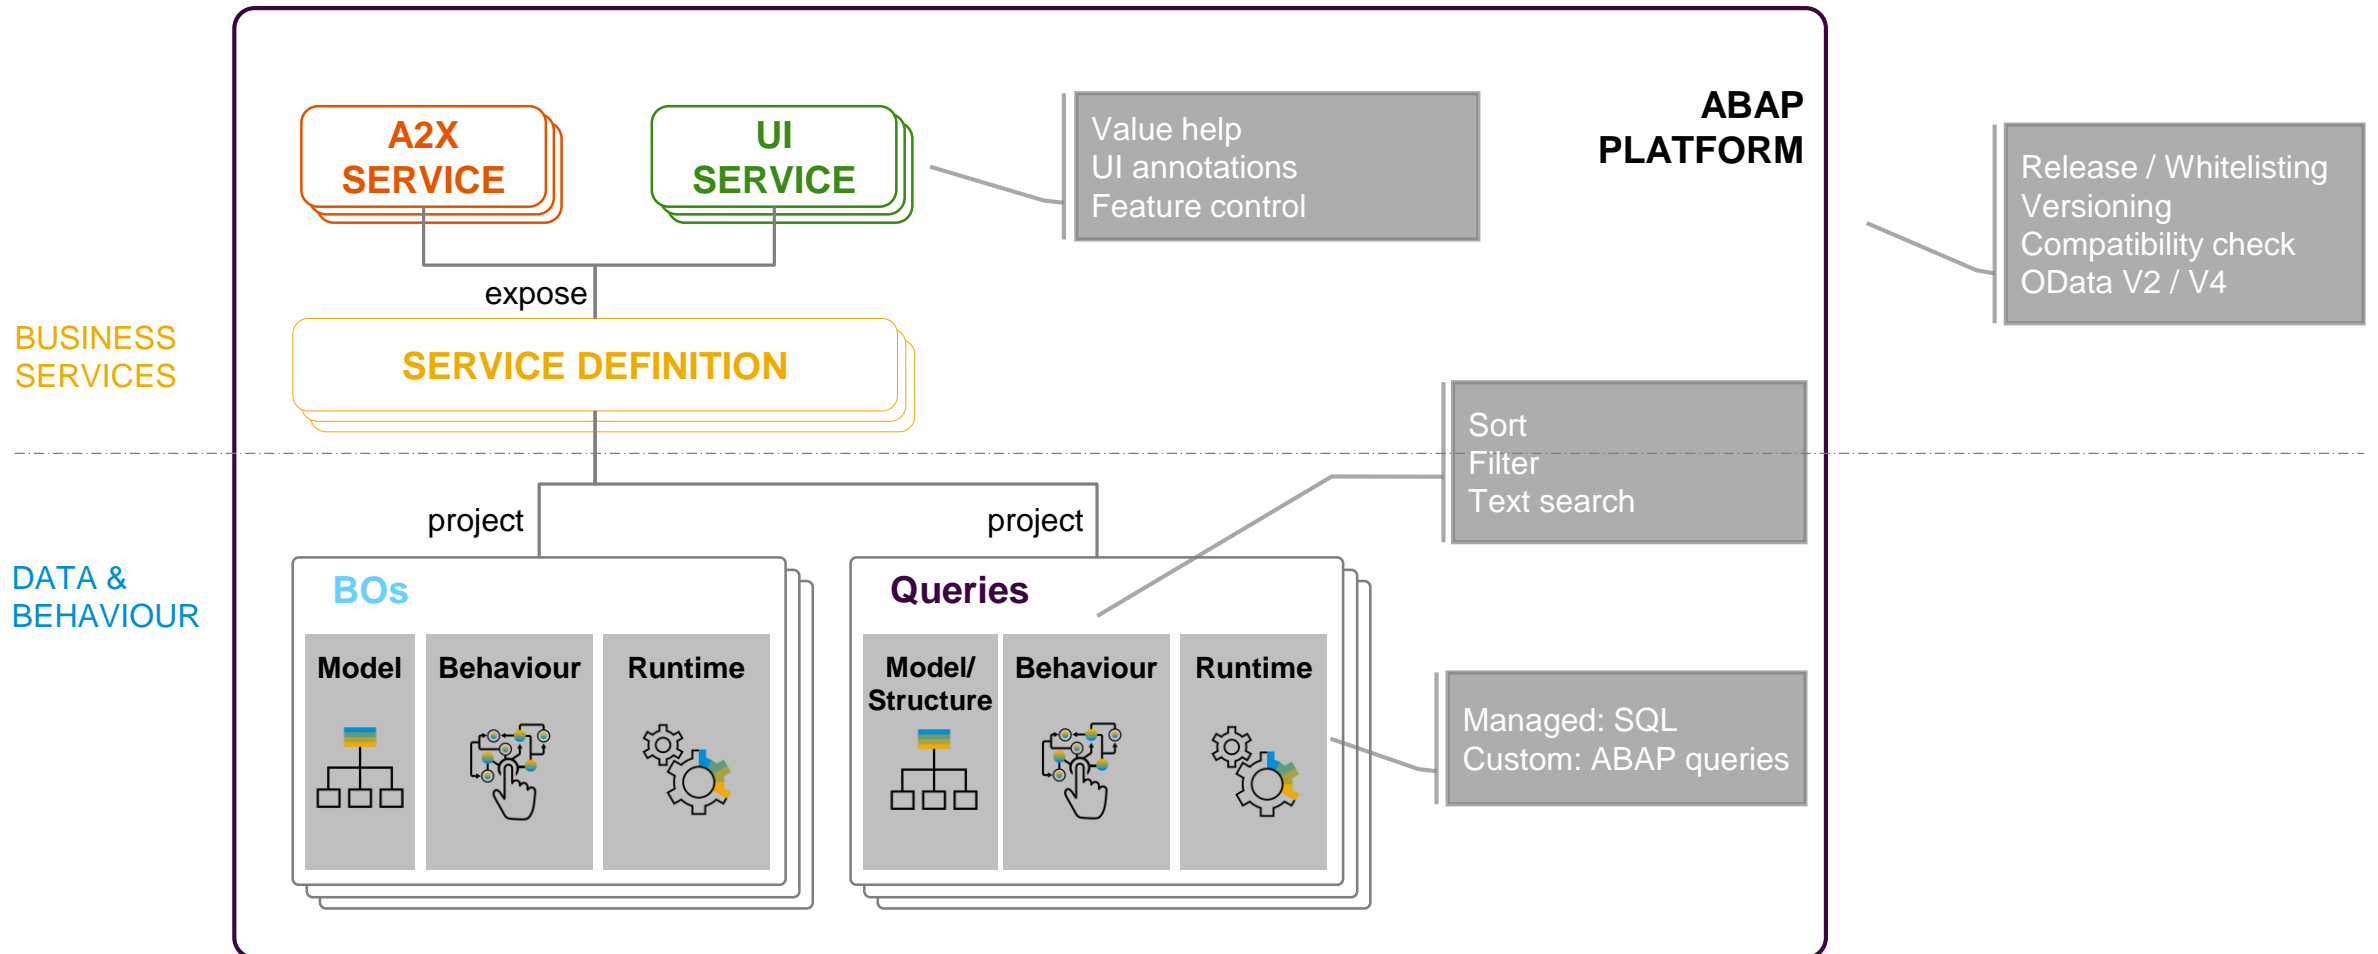 A2X
SERVICE
UI
SERVICE
Value help
UI annotations
Feature control
ABAP
PLATFORM
Release / Whitelisting
Versioning
Compatibility check
OData V2 / V4
expose
BUSINESS
SERVICES
SERVICE DEFINITION
Sort
Filter
Text search
project
project
DATA &
BEHAVIOUR
BOs
Model
Behaviour
Runtime
Queries
Model/
Structure
Behaviour
Runtime
Managed: SQL
Custom: ABAP queries